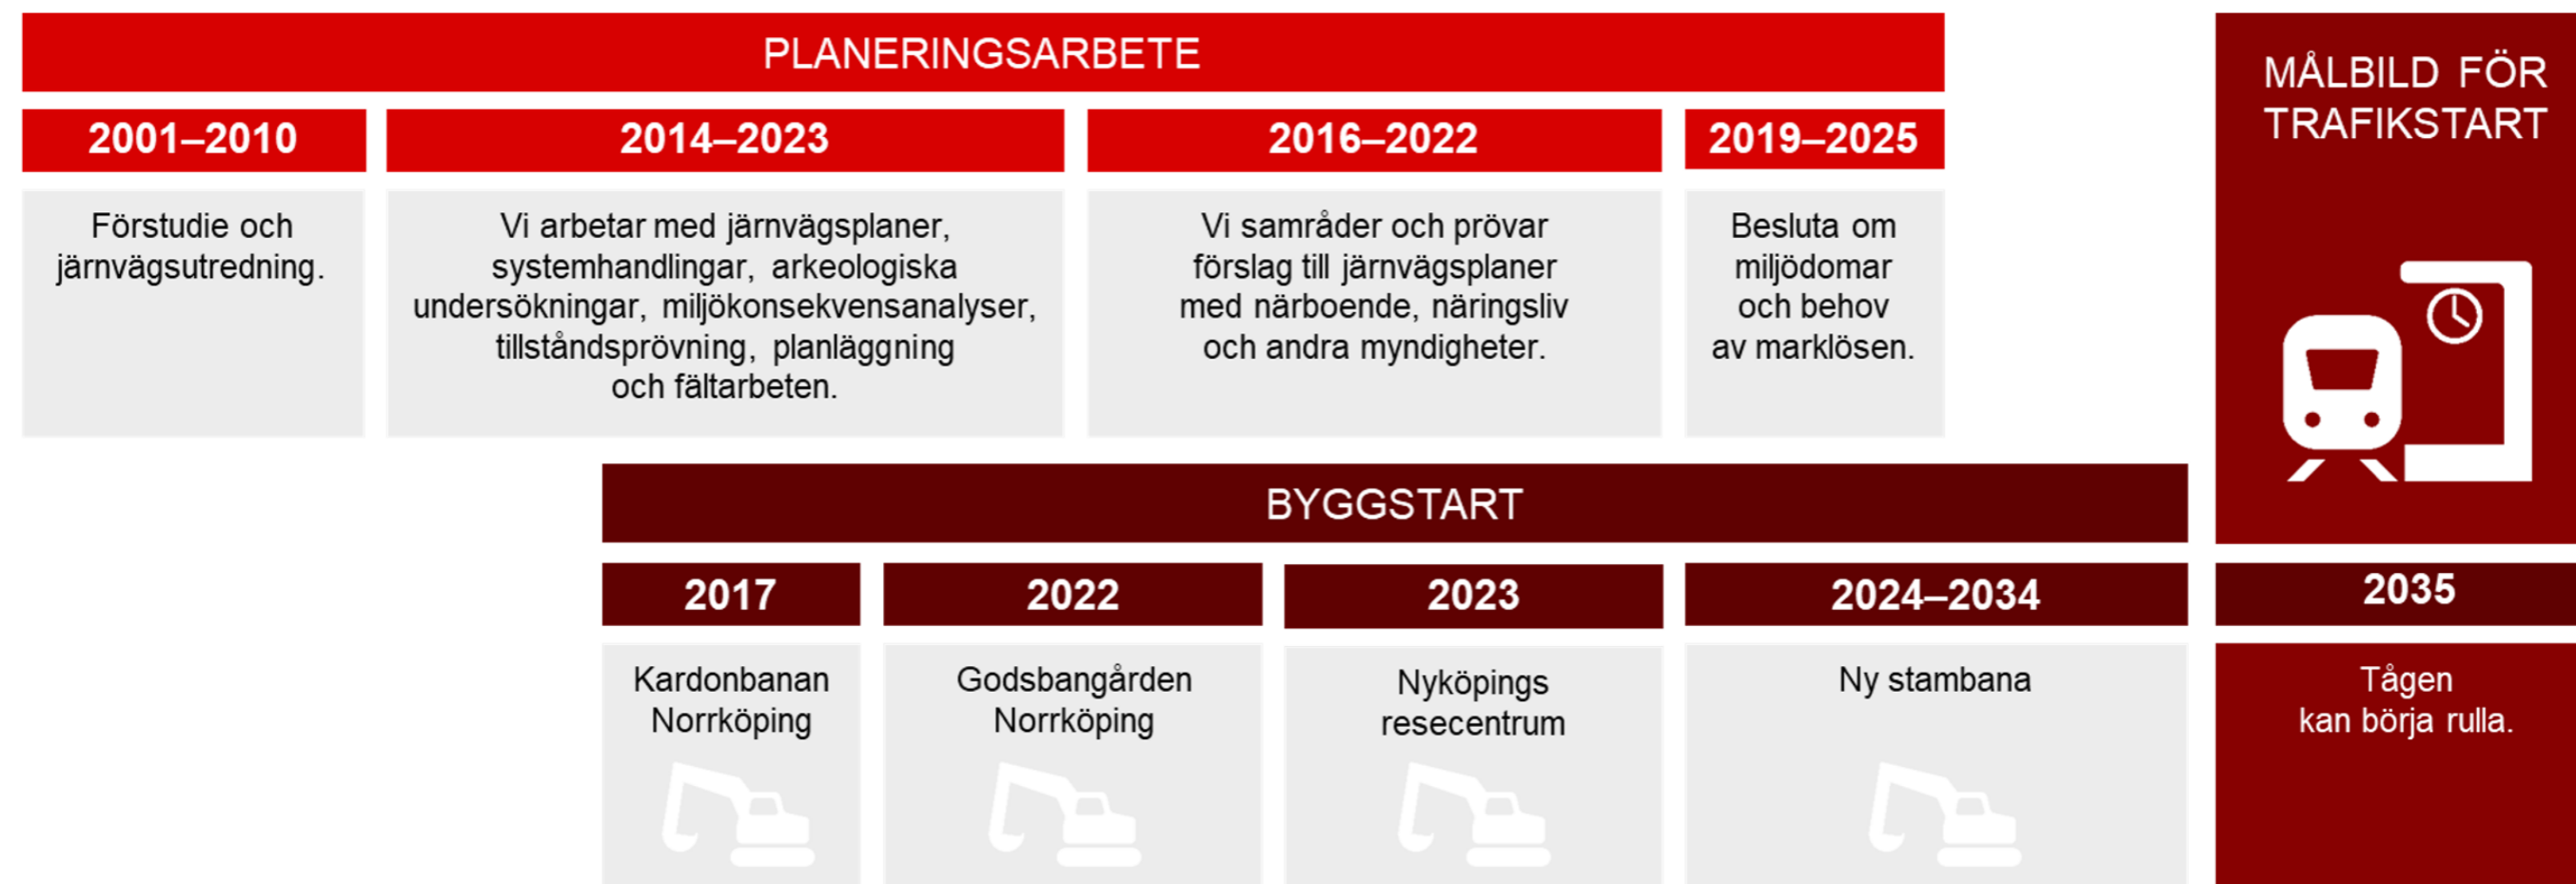 PLANERINGSARBETE
2001–2010
Förstudie och
järnvägsutredning.
2014–2023
Vi arbetar med järnvägsplaner,
systemhandlingar, arkeologiska
undersökningar, miljökonsekvensanalyser,
tillståndsprövning, planläggning
och fältarbeten.
2016–2022
Vi samråder och prövar
förslag till järnvägsplaner
med närboende, näringsliv
och andra myndigheter.
2019–2025
Besluta om
miljödomar
och behov
av marklösen.
BYGGSTART
2017
Kardonbanan
Norrköping
2022
Godsbangården
Norrköping
2023
Nyköpings
resecentrum
2024–2034
Ny stambana
MÅLBILD FÖR
TRAFIKSTART
2035
Tågen
kan börja rulla.